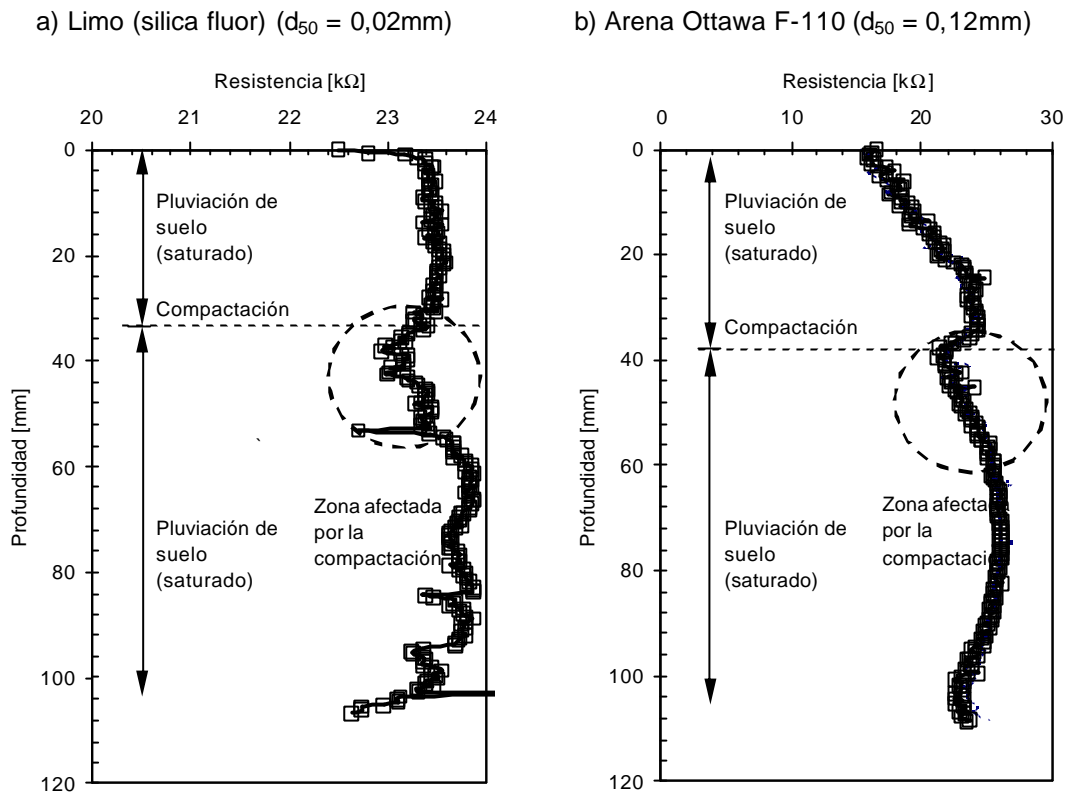 a) Limo (silica fluor) (d50 = 0,02mm)
Resistencia [kΩ]
20 21 22 23 24
0
20
40
60
80
100
120
Profundidad [mm]
Pluviación de
suelo
(saturado)
Compactación
Pluviación de
suelo
(saturado)
Zona afectada
por la
compactación
b) Arena Ottawa F-110 (d50 = 0,12mm)
Resistencia [kΩ]
0 10 20 30
0
20
40
60
80
100
120
Profundidad [mm]
Pluviación de
suelo
(saturado)
Compactación
Pluviación de
suelo
(saturado)
Zona afectada
por la
compactación